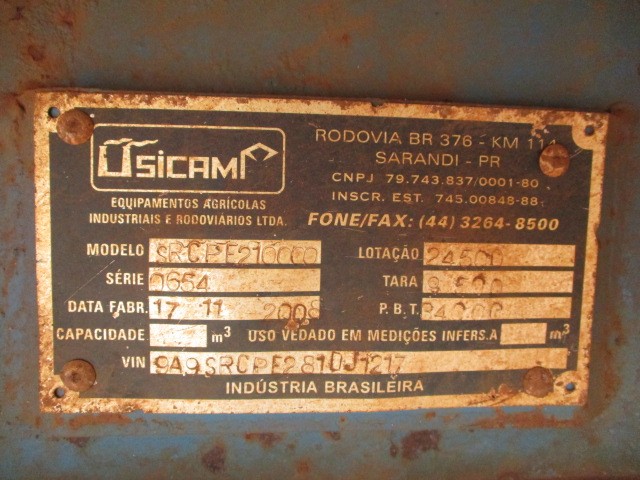 USICAMP
EQUIPAMENTOS AGRÍCOLAS
INDUSTRIAIS E RODOVIÁRIOS LTDA.
RODOVIA BR 376 - KM 114
SARANDI - PR
CNPJ 79.743.837/0001-80
INSCR. EST. 745.00848-88
FONE/FAX: (44) 3264-8500
MODELO SRCPE210000 LOTAÇÃO 24500
SÉRIE 0654 TARA
DATA FABR. 17 11 2008 P.B.T.
CAPACIDADE m³ USO VEDADO EM MEDIÇÕES INFERS.A m³
VIN 9A9SRCPE281DJ1217
INDÚSTRIA BRASILEIRA